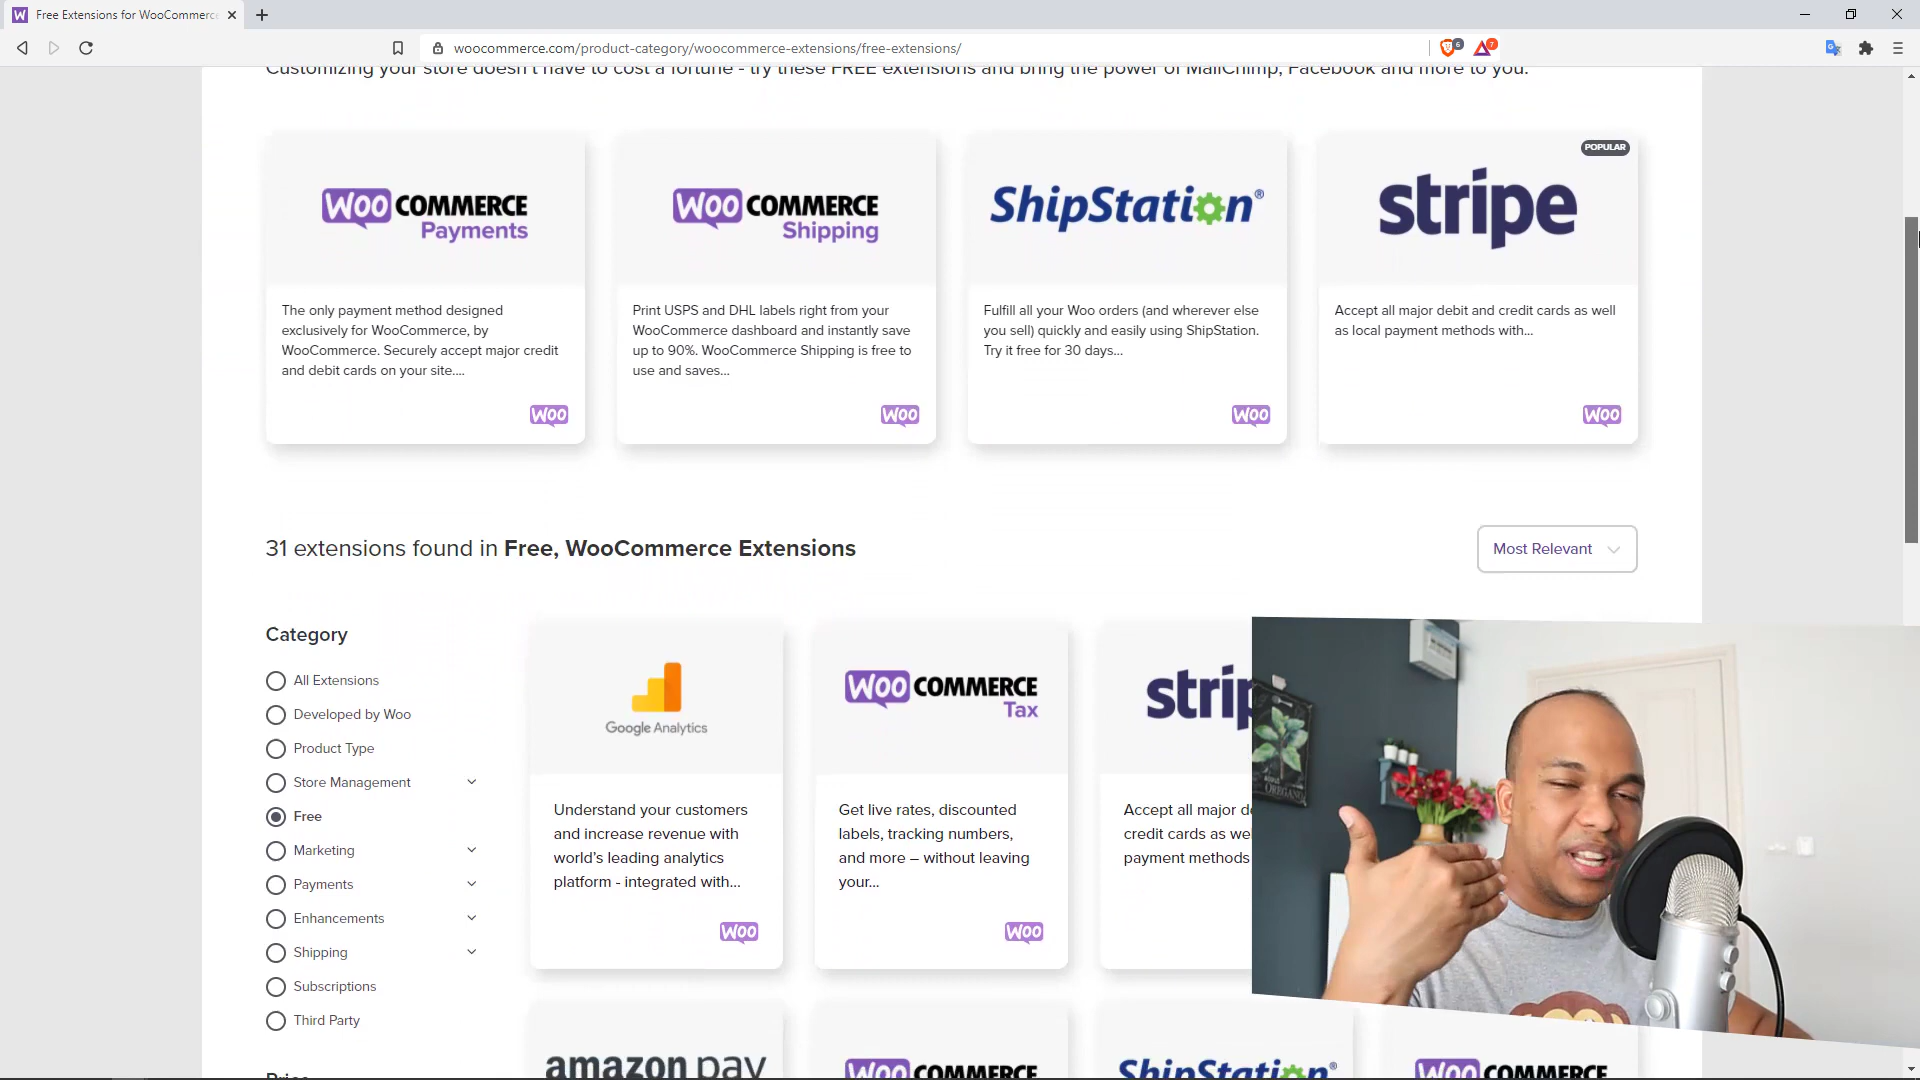 Free Extensions for WooCommerce
woocommerce.com/product-category/woocommerce-extensions/free-extensions/
6
7
Customizing your store doesn't have to cost a fortune - try these FREE extensions and bring the power of MailChimp, Facebook and more to you.
WOO COMMERCE
Payments
The only payment method designed
exclusively for WooCommerce, by
WooCommerce. Securely accept major credit
and debit cards on your site....
WOO
WOO COMMERCE
Shipping
Print USPS and DHL labels right from your
WooCommerce dashboard and instantly save
up to 90%. WooCommerce Shipping is free to
use and saves...
WOO
ShipStation®
Fulfill all your Woo orders (and wherever else
you sell) quickly and easily using ShipStation.
Try it free for 30 days...
WOO
POPULAR
stripe
Accept all major debit and credit cards as well
as local payment methods with...
WOO
31 extensions found in Free, WooCommerce Extensions
Most Relevant
Category
All Extensions
Developed by Woo
Product Type
Store Management
Free
Marketing
Payments
Enhancements
Shipping
Subscriptions
Third Party
Price
Google Analytics
Understand your customers
and increase revenue with
world's leading analytics
platform - integrated with...
WOO
WOO COMMERCE
Tax
Get live rates, discounted
labels, tracking numbers,
and more – without leaving
your...
WOO
strip
Accept all major de
credit cards as wel
payment methods
OREGANO
amazon pay
WOO COMMERCE
ShipStation®
WOO COMMERCE